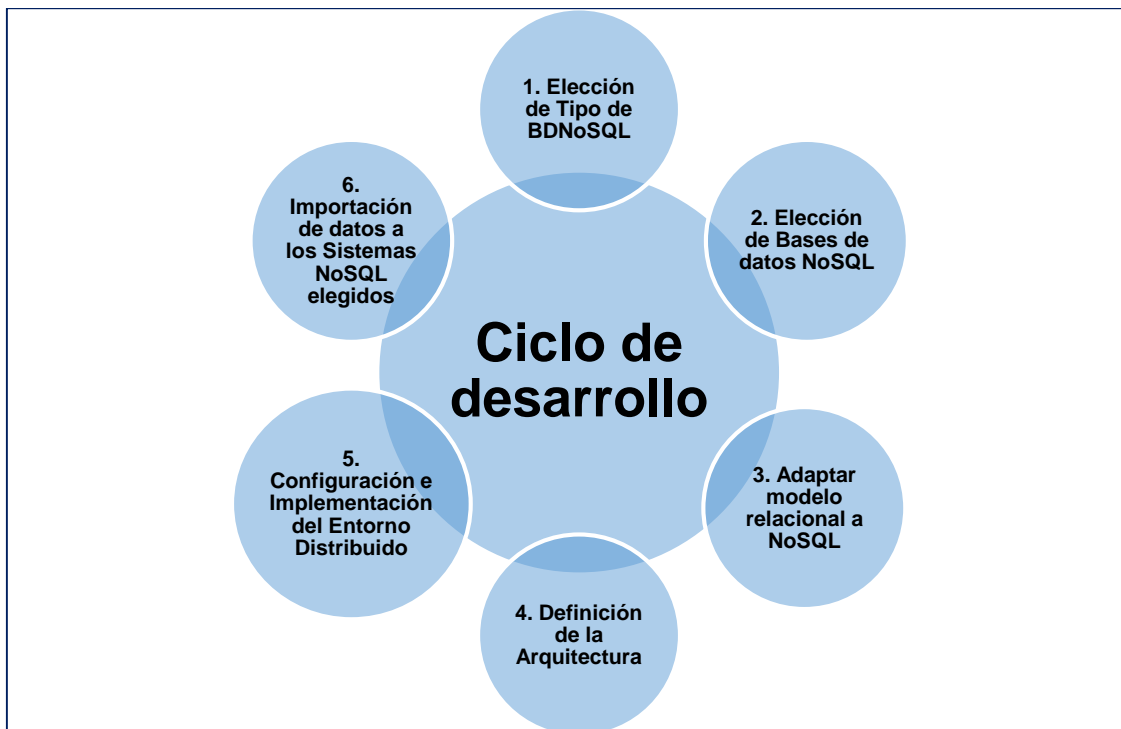 1. Elección
de Tipo de
BDNoSQL
2. Elección
de Bases de
datos NoSQL
3. Adaptar
modelo
relacional a
NoSQL
4. Definición
de la
Arquitectura
5.
Configuración e
Implementación
del Entorno
Distribuido
6.
Importación
de datos a
los Sistemas
NoSQL
elegidos
Ciclo de
desarrollo